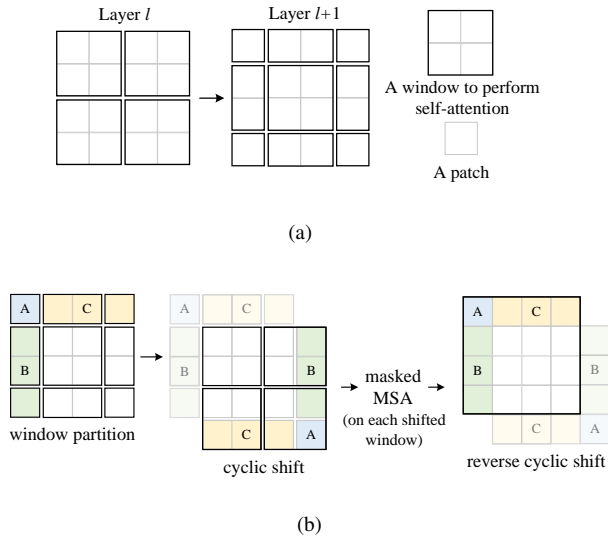 Layer l
Layer l+1
A window to perform
self-attention
A patch
(a)
A
C
B
window partition
A
C
B
B
C
A
cyclic shift
masked
MSA
(on each shifted
window)
A
C
B
B
C
A
reverse cyclic shift
(b)